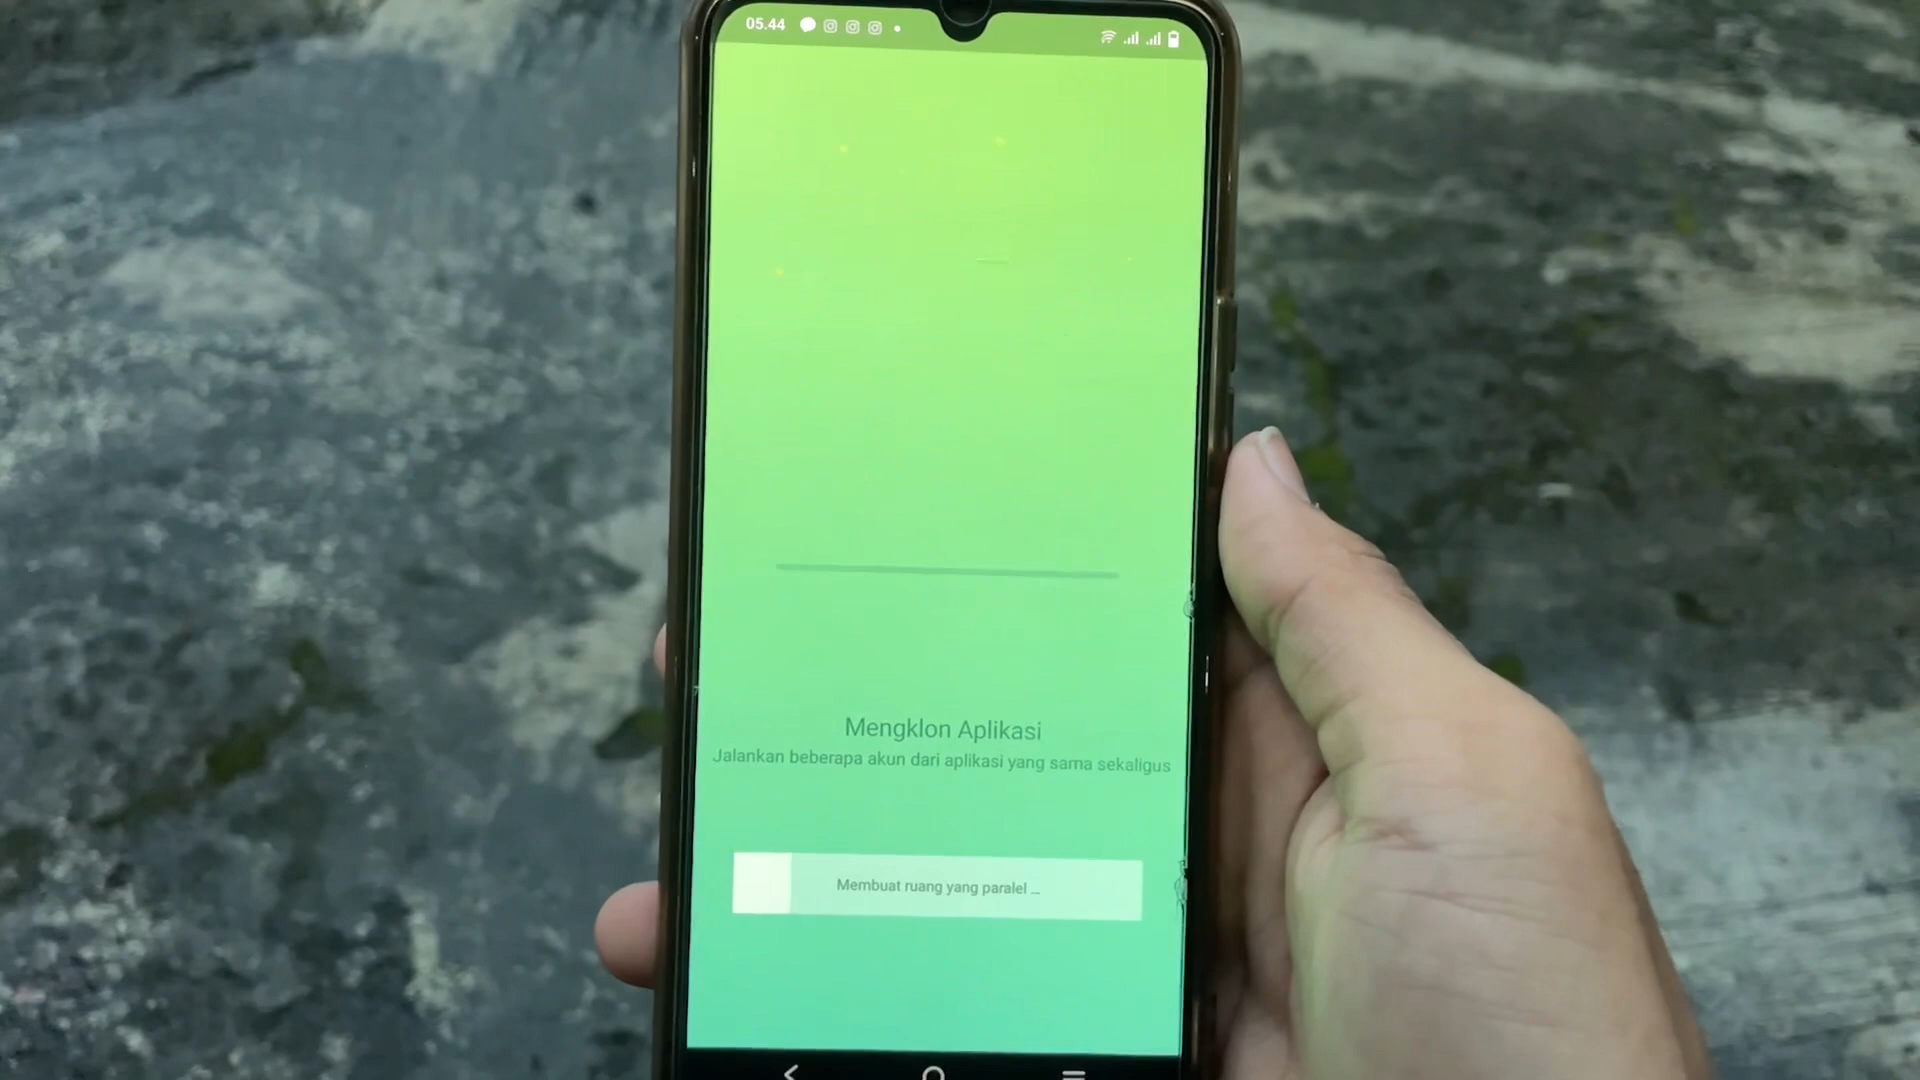 05.44
Mengklon Aplikasi
Jalankan beberapa akun dari aplikasi yang sama sekaligus
Membuat ruang yang paralel ...